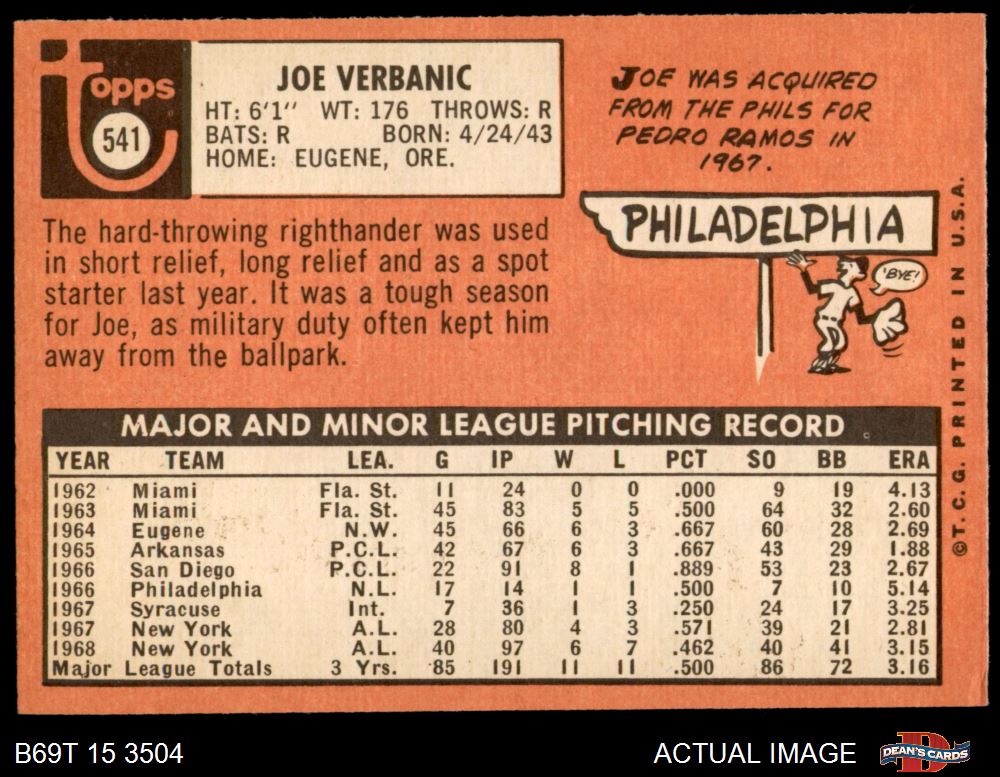 Topps
541
JOE VERBANIC
HT: 6'1" WT: 176 THROWS: R
BATS: R BORN: 4/24/43
HOME: EUGENE, ORE.
JOE WAS ACQUIRED
FROM THE PHILS FOR
PEDRO RAMOS IN
1967.
PHILADELPHIA
'BYE!
The hard-throwing righthander was used
in short relief, long relief and as a spot
starter last year. It was a tough season
for Joe, as military duty often kept him
away from the ballpark.
©T.C.G. PRINTED IN U.S.A.
MAJOR AND MINOR LEAGUE PITCHING RECORD
YEAR TEAM LEA. G IP W L PCT SO BB ERA
1962 Miami Fla. St. 11 24 0 0 .000 9 19 4.13
1963 Miami Fla. St. 45 83 5 5 .500 64 32 2.60
1964 Eugene N.W. 45 66 6 3 .667 60 28 2.69
1965 Arkansas P.C.L. 42 67 6 3 .667 43 29 1.88
1966 San Diego P.C.L. 22 91 8 1 .889 53 23 2.67
1966 Philadelphia N.L. 17 14 1 1 .500 7 10 5.14
1967 Syracuse Int. 7 36 1 3 .250 24 17 3.25
1967 New York A.L. 28 80 4 3 .571 39 21 2.81
1968 New York A.L. 40 97 6 7 .462 40 41 3.15
Major League Totals 3 Yrs. 85 191 11 11 .500 86 72 3.16
B69T 15 3504
ACTUAL IMAGE
DEAN'S CARDS